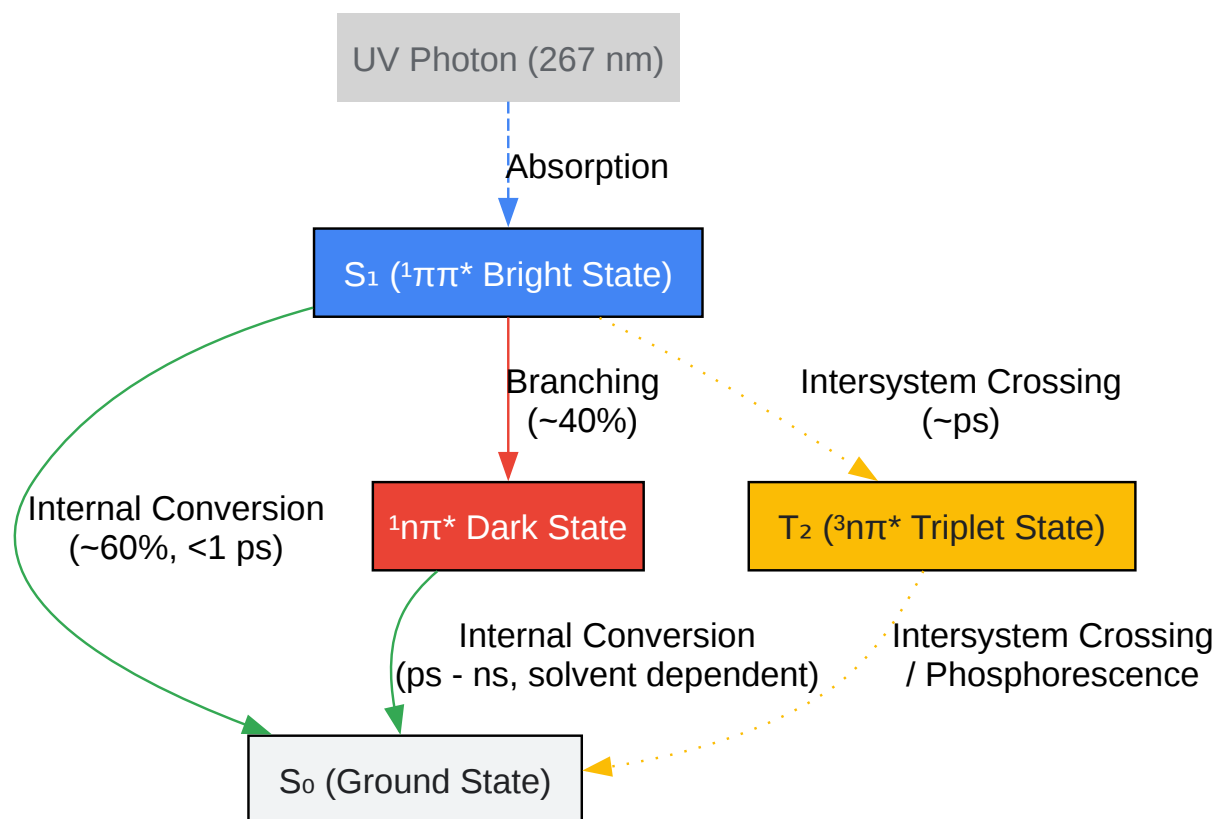 UV Photon (267 nm)
Absorption
S₁ (¹ππ* Bright State)
Branching
(~40%)
Intersystem Crossing
(~ps)
Internal Conversion
(~60%, <1 ps)
¹nπ* Dark State
T₂ (³nπ* Triplet State)
Internal Conversion
(ps - ns, solvent dependent)
Intersystem Crossing
/ Phosphorescence
S₀ (Ground State)